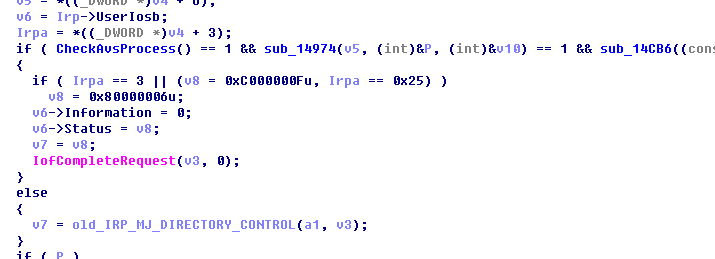 v5 = *((_DWORD *)v4 + 6);
v6 = Irp->UserIosb;
Irpa = *((_DWORD *)v4 + 3);
if ( CheckAvsProcess() == 1 && sub_14974(v5, (int)&P, (int)&v10) == 1 && sub_14CB6((cons
{
if ( Irpa == 3 || (v8 = 0xC000000Fu, Irpa == 0x25) )
v8 = 0x80000006u;
v6->Information = 0;
v6->Status = v8;
v7 = v8;
IofCompleteRequest(v3, 0);
}
else
{
v7 = old_IRP_MJ_DIRECTORY_CONTROL(a1, v3);
}
if ( P )